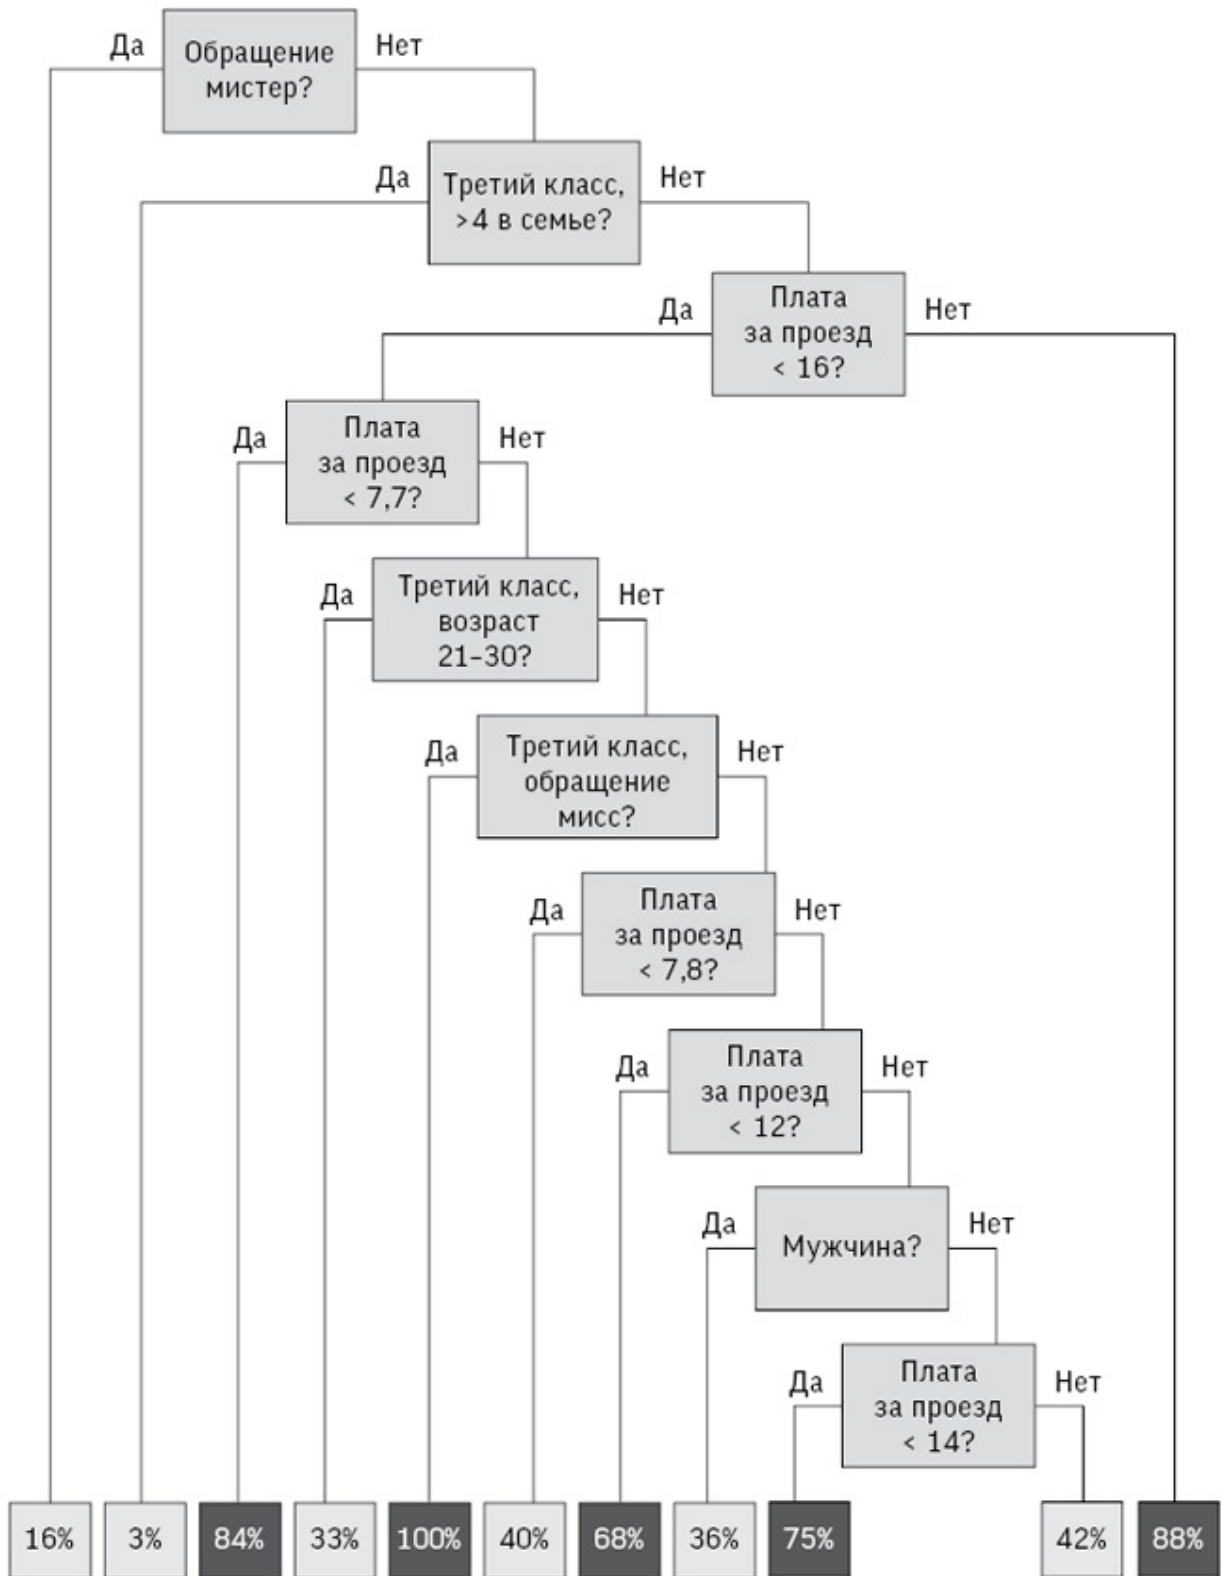 Да
Обращение
мистер?
Нет
Да
Третий класс,
>4 в семье?
Нет
Да
Плата
за проезд
< 16?
Нет
Да
Плата
за проезд
< 7,7?
Нет
Да
Третий класс,
возраст
21–30?
Нет
Да
Третий класс,
обращение
мисс?
Нет
Да
Плата
за проезд
< 7,8?
Нет
Да
Плата
за проезд
< 12?
Нет
Да
Мужчина?
Нет
Да
Плата
за проезд
< 14?
Нет
16% 3% 84% 33% 100% 40% 68% 36% 75% 42% 88%